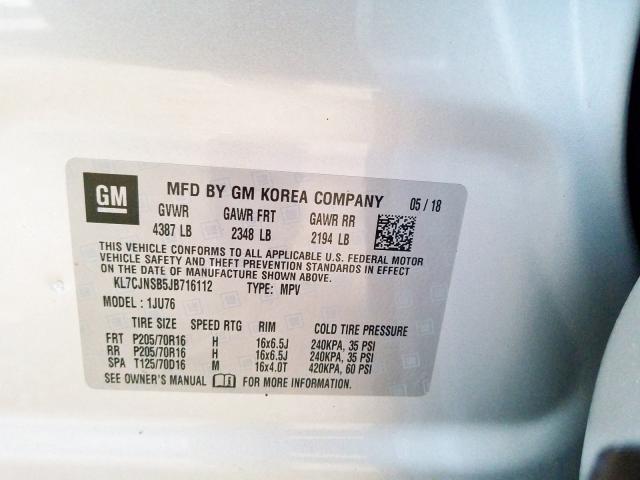 GM MFD BY GM KOREA COMPANY 05 / 18
GVWR GAWR FRT GAWR RR
4387 LB 2348 LB 2194 LB
THIS VEHICLE CONFORMS TO ALL APPLICABLE U.S. FEDERAL MOTOR
VEHICLE SAFETY AND THEFT PREVENTION STANDARDS IN EFFECT
ON THE DATE OF MANUFACTURE SHOWN ABOVE.
KL7CJNSB5JB716112 TYPE: MPV
MODEL : 1JU76
TIRE SIZE SPEED RTG RIM COLD TIRE PRESSURE
FRT P205/70R16 H 16x6.5J 240KPA, 35 PSI
RR P205/70R16 H 16x6.5J 240KPA, 35 PSI
SPA T125/70D16 M 16x4.0T 420KPA, 60 PSI
SEE OWNER'S MANUAL FOR MORE INFORMATION.